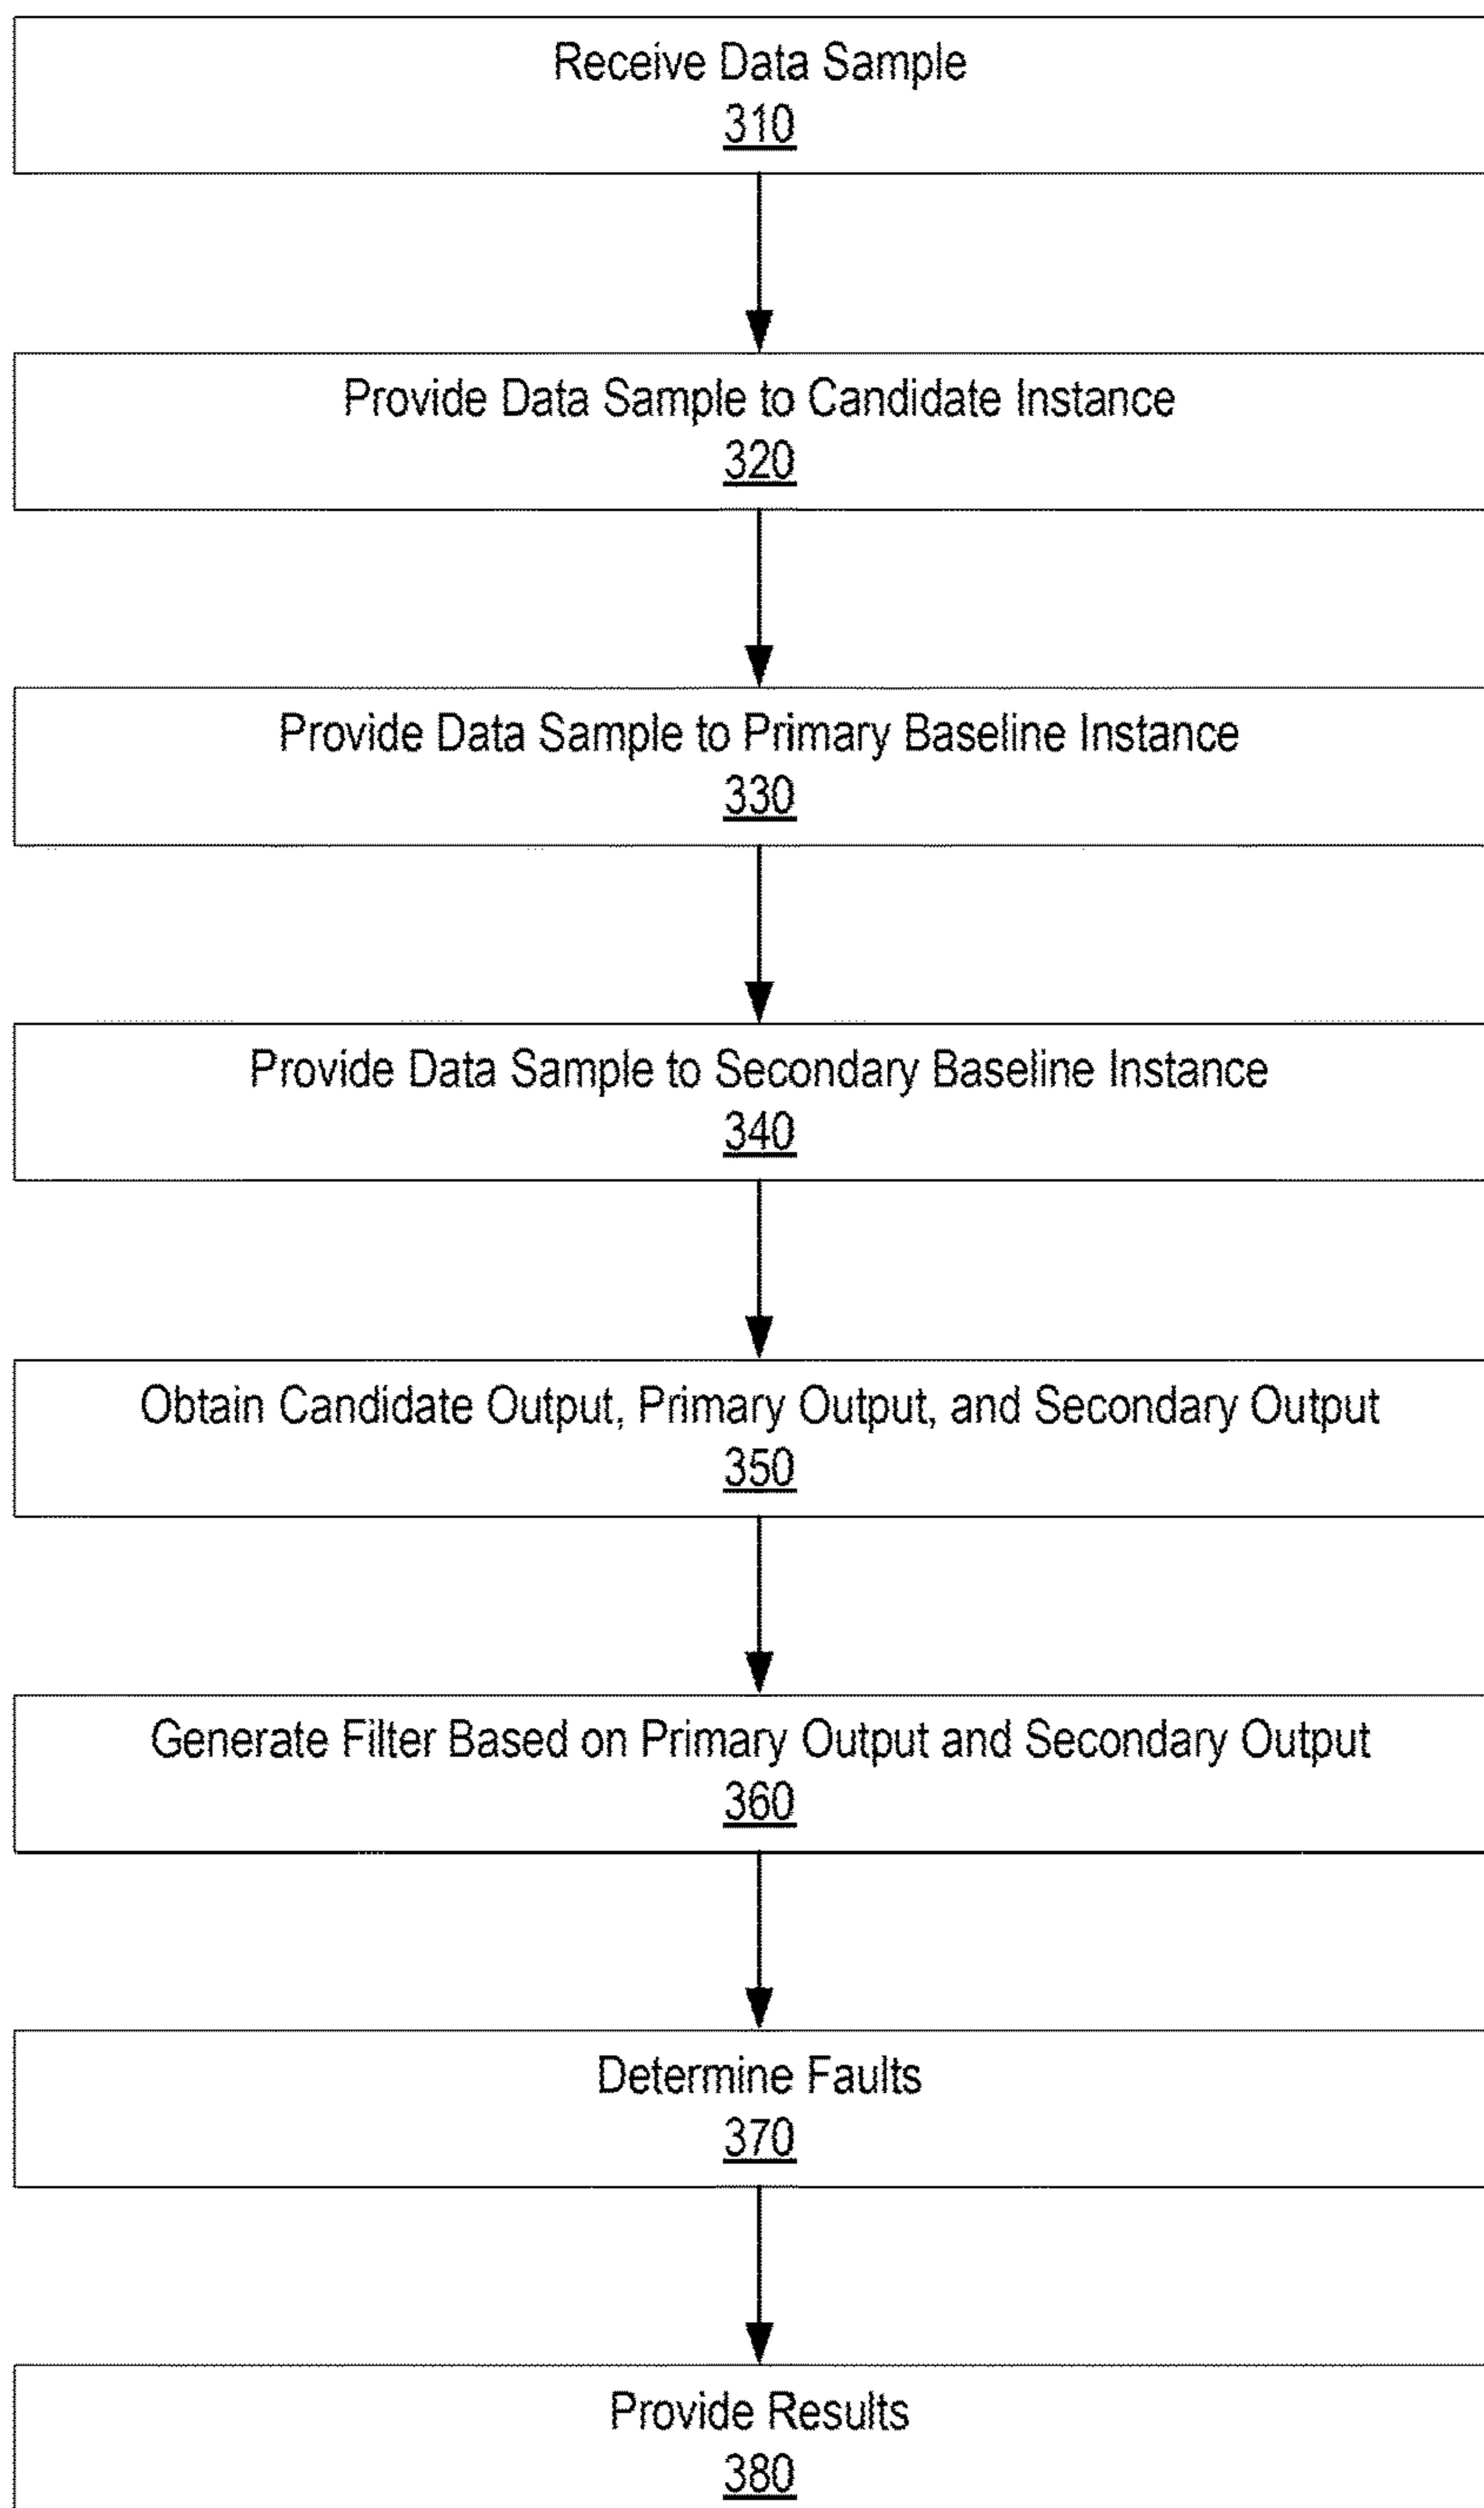 Receive Data Sample
310
Provide Data Sample to Candidate Instance
320
Provide Data Sample to Primary Baseline Instance
330
Provide Data Sample to Secondary Baseline Instance
340
Obtain Candidate Output, Primary Output, and Secondary Output
350
Generate Filter Based on Primary Output and Secondary Output
360
Determine Faults
370
Provide Results
380